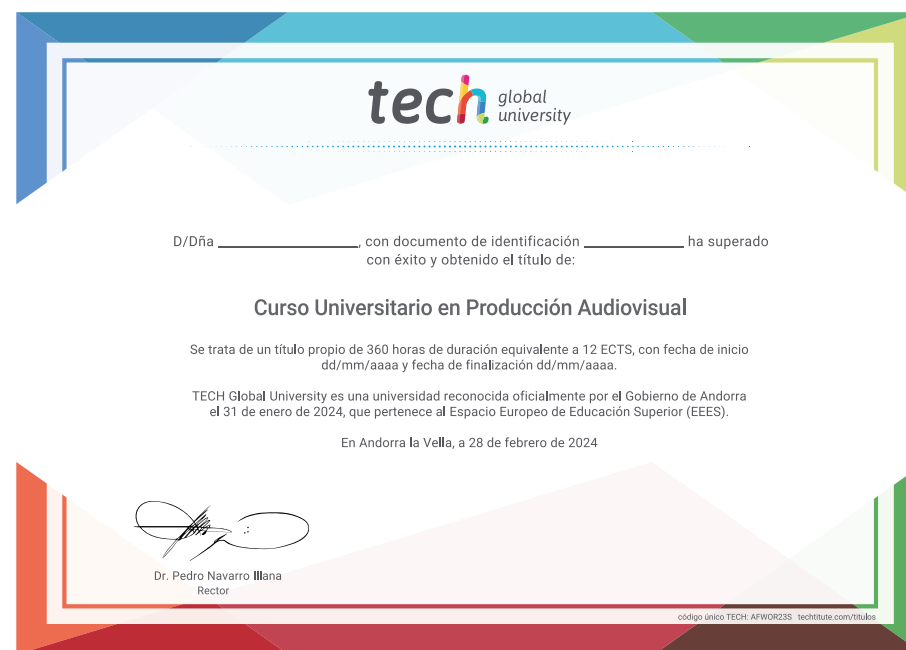 tech global university
D/Dña ____________________, con documento de identificación ______________ ha superado
con éxito y obtenido el título de:
Curso Universitario en Producción Audiovisual
Se trata de un título propio de 360 horas de duración equivalente a 12 ECTS, con fecha de inicio
dd/mm/aaaa y fecha de finalización dd/mm/aaaa.
TECH Global University es una universidad reconocida oficialmente por el Gobierno de Andorra
el 31 de enero de 2024, que pertenece al Espacio Europeo de Educación Superior (EEES).
En Andorra la Vella, a 28 de febrero de 2024
Dr. Pedro Navarro Illana
Rector
código único TECH: AFWOR23S techtitute.com/titulos